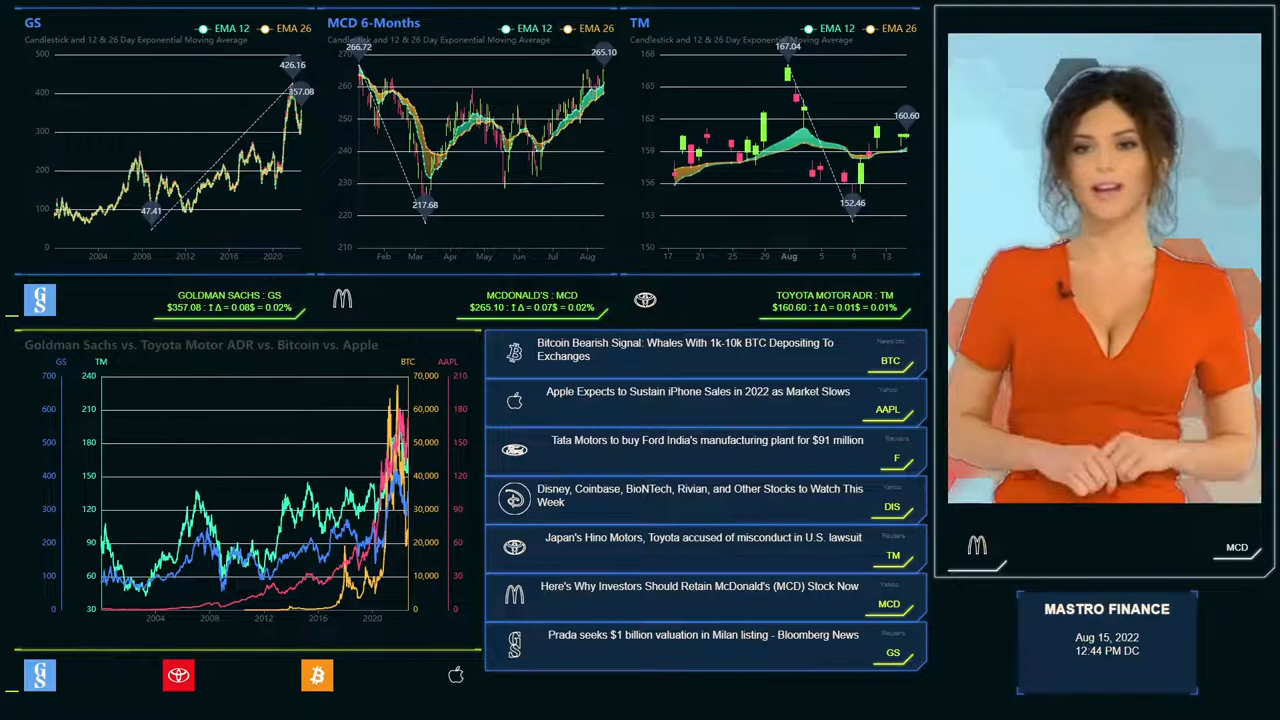 GS
EMA 12
EMA 26
Candlestick and 12 & 26 Day Exponential Moving Average
500
400
300
200
100
0
426.16
357.08
47.41
2004
2008
2012
2016
2020
MCD 6-Months
EMA 12
EMA 26
Candlestick and 12 & 26 Day Exponential Moving Average
270
260
250
240
230
220
210
266.72
265.10
217.68
Feb
Mar
Apr
May
Jun
Jul
Aug
TM
EMA 12
EMA 26
Candlestick and 12 & 26 Day Exponential Moving Average
168
165
162
159
156
153
150
167.04
160.60
152.46
17
21
25
29
Aug
5
9
13
GS
GOLDMAN SACHS : GS
$357.08 : ↥ Δ = 0.08$ = 0.02%
MCDONALD'S : MCD
$265.10 : ↥ Δ = 0.07$ = 0.02%
TOYOTA MOTOR ADR : TM
$160.60 : ↥ Δ = 0.01$ = 0.01%
Goldman Sachs vs. Toyota Motor ADR vs. Bitcoin vs. Apple
GS
TM
BTC
AAPL
700
600
500
400
300
200
100
0
240
210
180
150
120
90
60
30
70,000
60,000
50,000
40,000
30,000
20,000
10,000
0
210
180
150
120
90
60
30
0
2004
2008
2012
2016
2020
GS
Bitcoin Bearish Signal: Whales With 1k-10k BTC Depositing To
Exchanges
News btc
BTC
Apple Expects to Sustain iPhone Sales in 2022 as Market Slows
Yahoo
AAPL
Tata Motors to buy Ford India's manufacturing plant for $91 million
Reuters
F
Disney, Coinbase, BioNTech, Rivian, and Other Stocks to Watch This
Week
Yahoo
DIS
Japan's Hino Motors, Toyota accused of misconduct in U.S. lawsuit
Reuters
TM
Here's Why Investors Should Retain McDonald's (MCD) Stock Now
Yahoo
MCD
Prada seeks $1 billion valuation in Milan listing - Bloomberg News
Reuters
GS
MCD
MASTRO FINANCE
Aug 15, 2022
12:44 PM DC